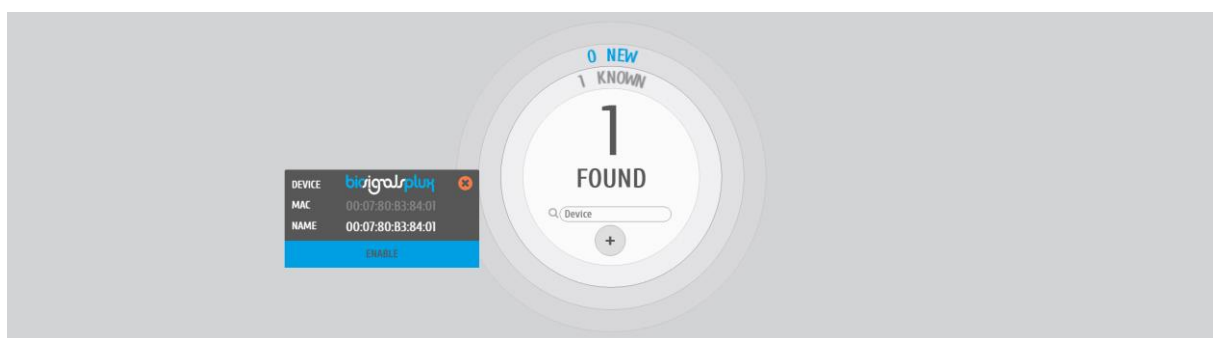 0 NEW
1 KNOWN
1
FOUND
Device
+
DEVICE biosignalsplux
MAC 00:07:80:B3:84:01
NAME 00:07:80:B3:84:01
ENABLE